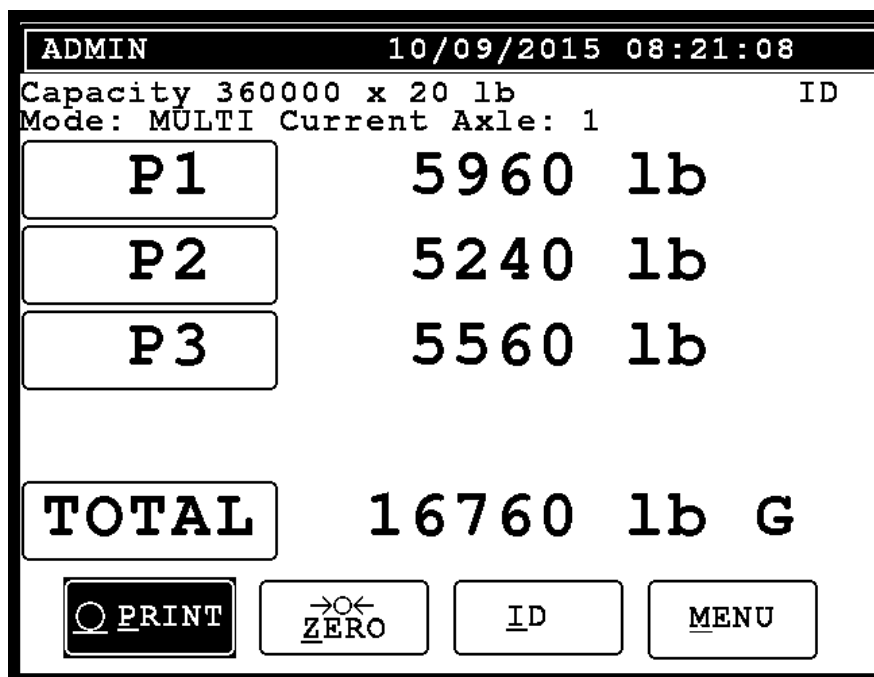 ADMIN 10/09/2015 08:21:08
Capacity 360000 x 20 lb ID
Mode: MULTI Current Axle: 1
P1 5960 lb
P2 5240 lb
P3 5560 lb
TOTAL 16760 lb G
PRINT →O← ZERO ID MENU